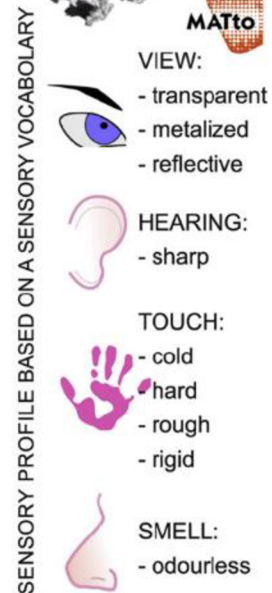 MATto
SENSORY PROFILE BASED ON A SENSORY VOCABOLARY
VIEW:
- transparent
- metalized
- reflective
HEARING:
- sharp
TOUCH:
- cold
- hard
- rough
- rigid
SMELL:
- odourless